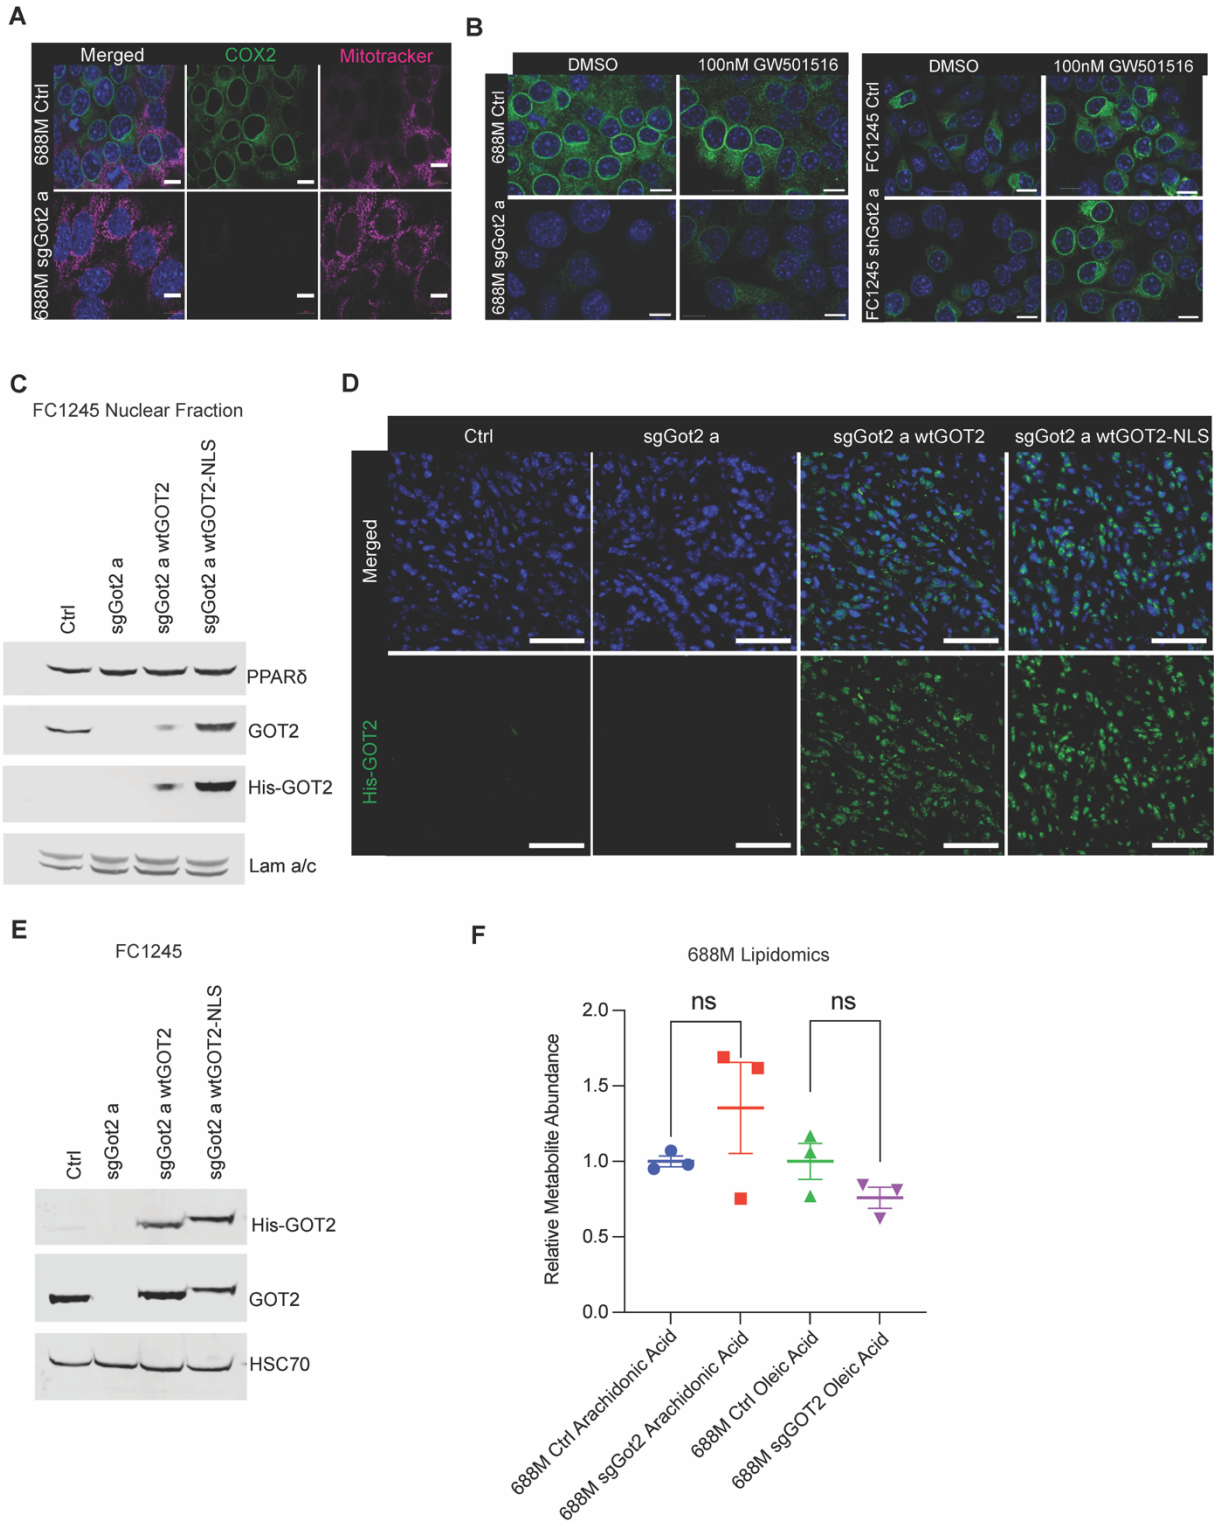 A
Merged
COX2
Mitotracker
688M Ctrl
688M sgGot2 a
B
DMSO
100nM GW501516
688M Ctrl
688M sgGot2 a
DMSO
100nM GW501516
FC1245 Ctrl
FC1245 shGot2 a
C
FC1245 Nuclear Fraction
Ctrl
sgGot2 a
sgGot2 a wtGOT2
sgGot2 a wtGOT2-NLS
PPARδ
GOT2
His-GOT2
Lam a/c
D
Ctrl
sgGot2 a
sgGot2 a wtGOT2
sgGot2 a wtGOT2-NLS
Merged
His-GOT2
E
FC1245
Ctrl
sgGot2 a
sgGot2 a wtGOT2
sgGot2 a wtGOT2-NLS
His-GOT2
GOT2
HSC70
F
688M Lipidomics
Relative Metabolite Abundance
2.0
1.5
1.0
0.5
0.0
ns
ns
688M Ctrl Arachidonic Acid
688M sgGot2 Arachidonic Acid
688M Ctrl Oleic Acid
688M sgGOT2 Oleic Acid